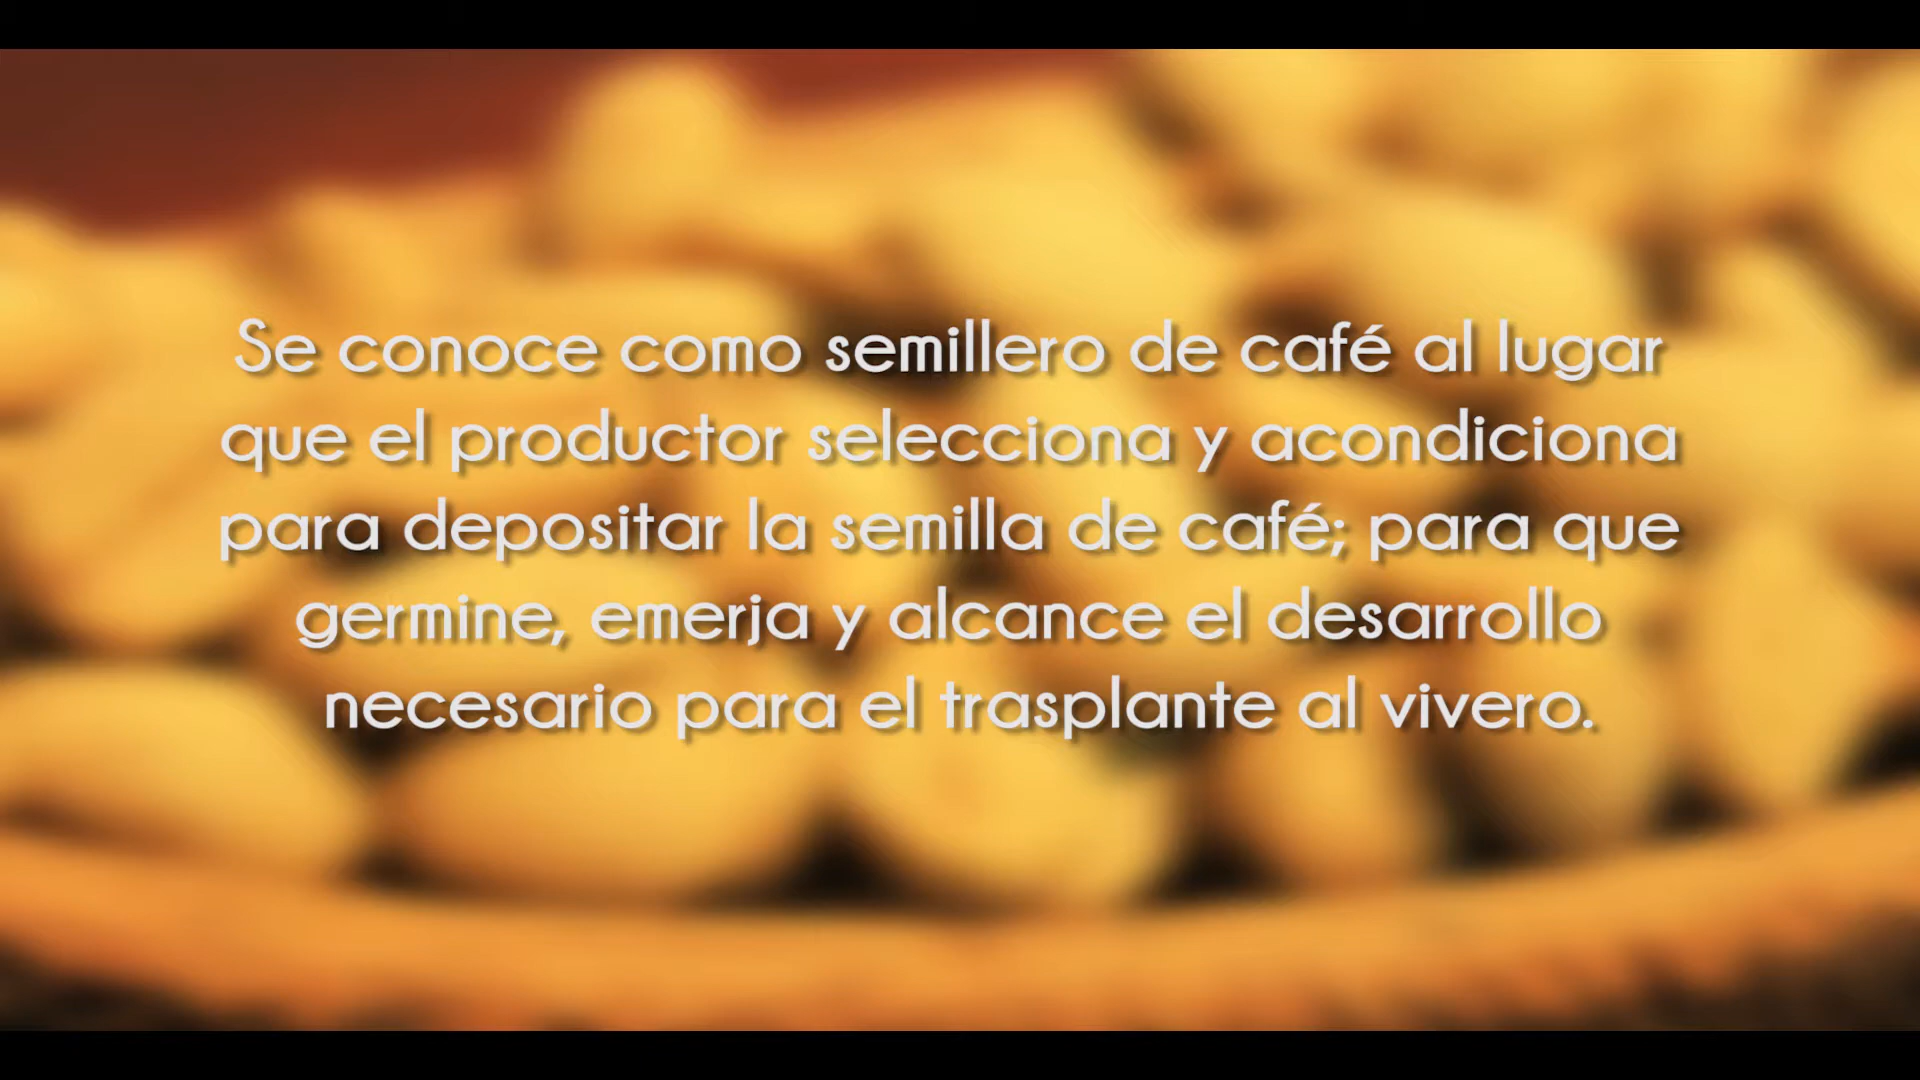 Se conoce como semillero de café al lugar
que el productor selecciona y acondiciona
para depositar la semilla de café; para que
germine, emerja y alcance el desarrollo
necesario para el trasplante al vivero.